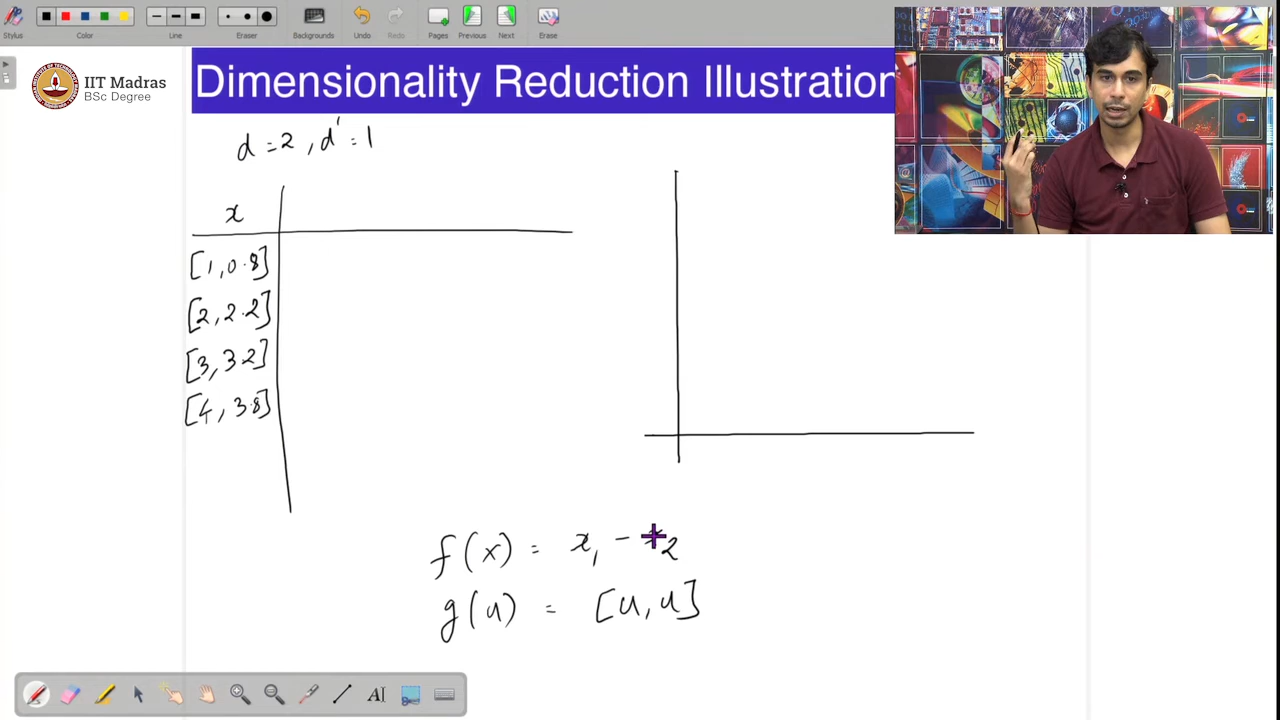 Stylus
Color
Line
Eraser
Backgrounds
Undo
Redo
Pages
Previous
Next
Erase
IIT Madras
BSc Degree
Dimensionality Reduction Illustration
d = 2 , d' = 1
x
[1, 0.8]
[2, 2.2]
[3, 3.2]
[4, 3.8]
f(x) = x₁ - x₂
g(u) = [u, u]